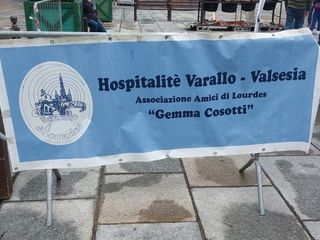 Hospitalitè Varallo - Valsesia
Associazione Amici di Lourdes
"Gemma Cosotti"